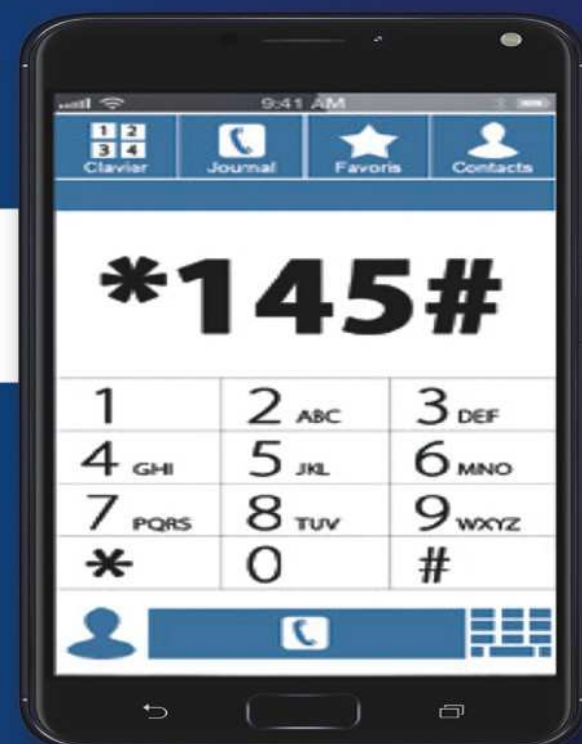 9:41 AM
1 2
3 4
Clavier Journal Favoris Contacts
*145#
1 2 ABC 3 DEF
4 GHI 5 JKL 6 MNO
7 PQRS 8 TUV 9 WXYZ
* 0 #